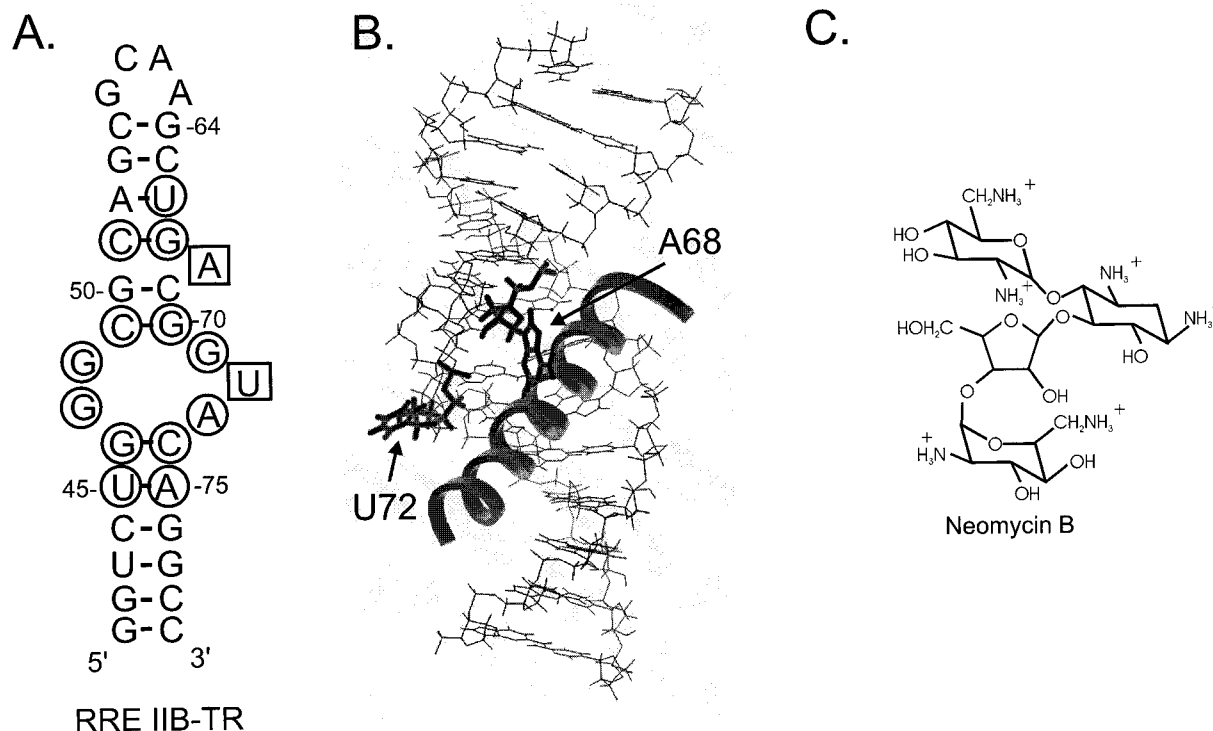 A.
B.
C.
C A
G A
C-G-64
G-C
A-U
C-G
A
50-G-C
C-G-70
G
G
U
G
A
G-C
45-U-A-75
C-G
U-G
G-C
G-C
5' 3'
RRE IIB-TR
A68
U72
CH₂NH₃⁺
HO
HO
O
NH₃⁺
O
NH₃⁺
NH₃⁺
HOH₂C
O
O
HO
O
OH
CH₂NH₃⁺
O
H₃N⁺
OH
OH
Neomycin B